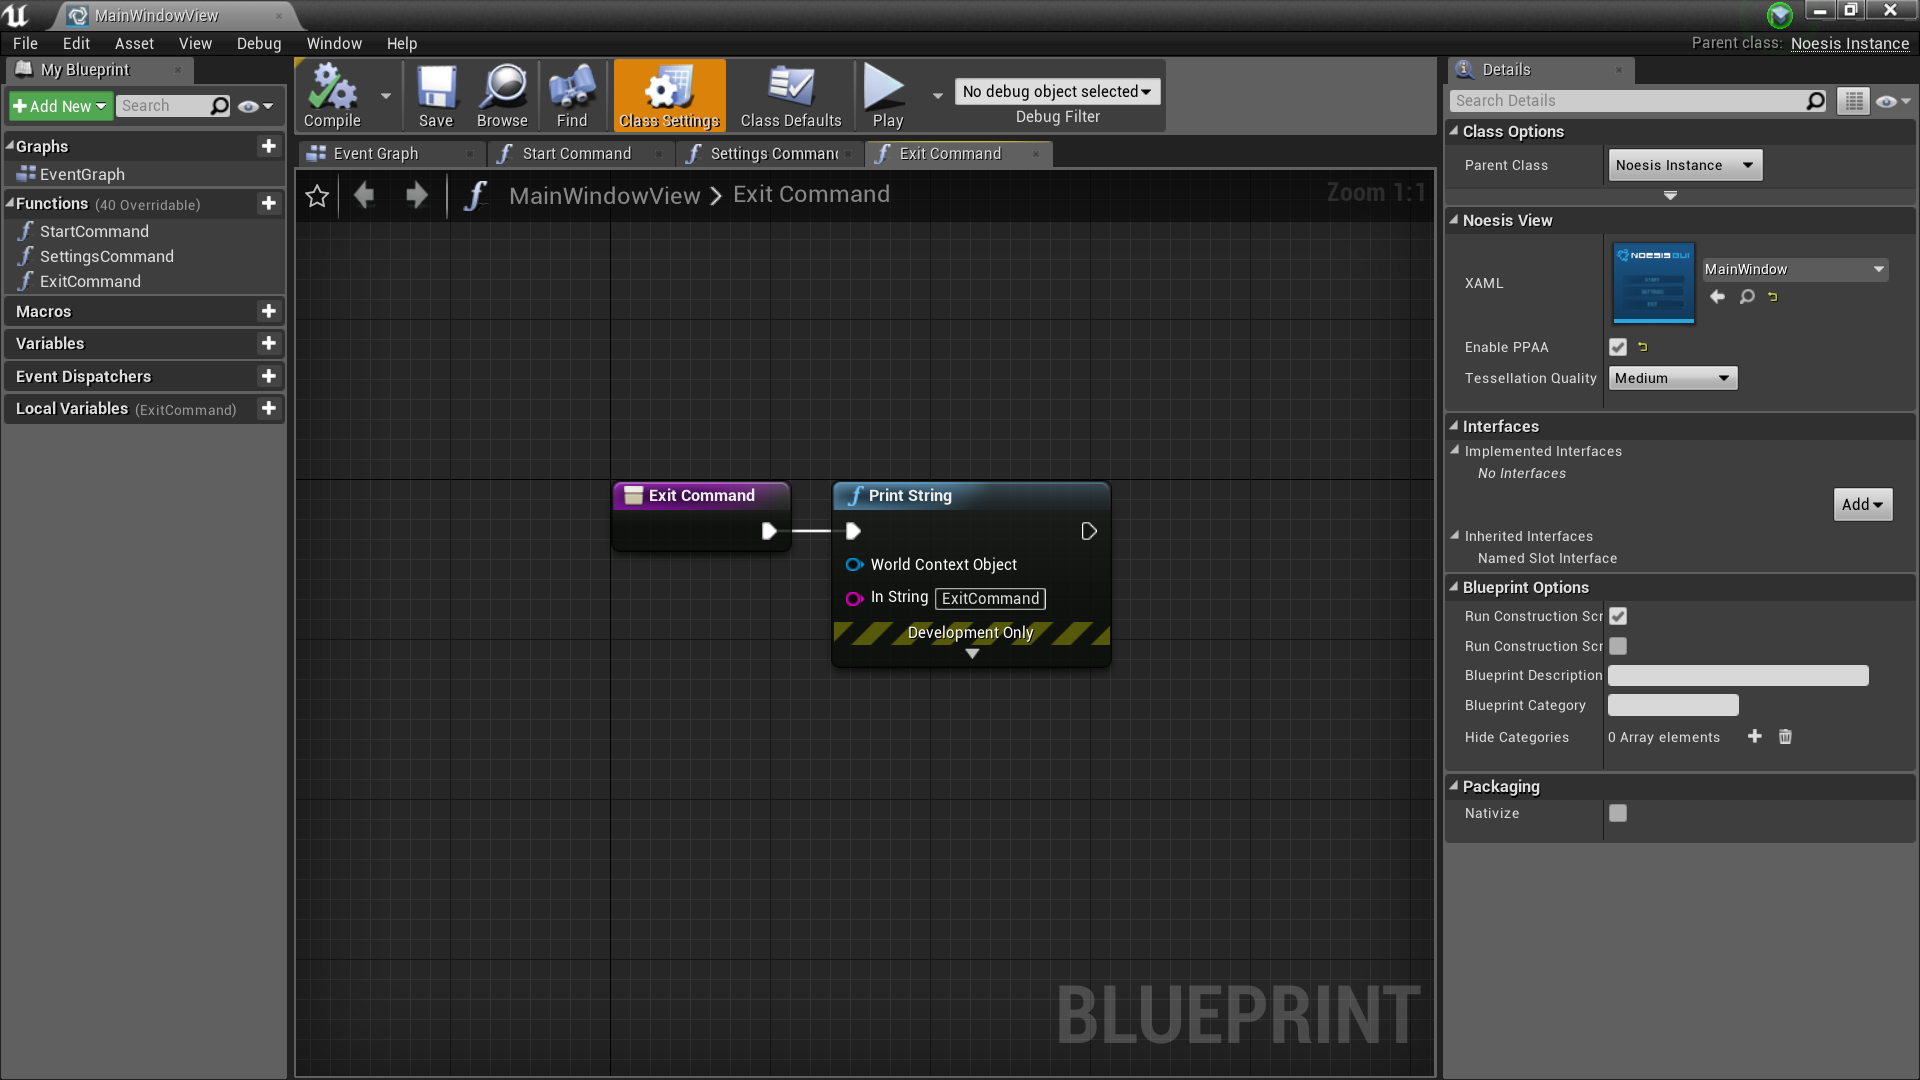 MainWindowView
File Edit Asset View Debug Window Help
Parent class: Noesis Instance
My Blueprint
Add New Search
Graphs
EventGraph
Functions (40 Overridable)
StartCommand
SettingsCommand
ExitCommand
Macros
Variables
Event Dispatchers
Local Variables (ExitCommand)
Compile Save Browse Find Class Settings Class Defaults Play
No debug object selected
Debug Filter
Event Graph Start Command Settings Comman Exit Command
MainWindowView > Exit Command
Zoom 1:1
Exit Command
Print String
World Context Object
In String ExitCommand
Development Only
BLUEPRINT
Details
Search Details
Class Options
Parent Class Noesis Instance
Noesis View
XAML
NOESIS GUI
MainWindow
Enable PPAA
Tessellation Quality Medium
Interfaces
Implemented Interfaces
No Interfaces
Add
Inherited Interfaces
Named Slot Interface
Blueprint Options
Run Construction Scr
Run Construction Scr
Blueprint Description
Blueprint Category
Hide Categories 0 Array elements
Packaging
Nativize